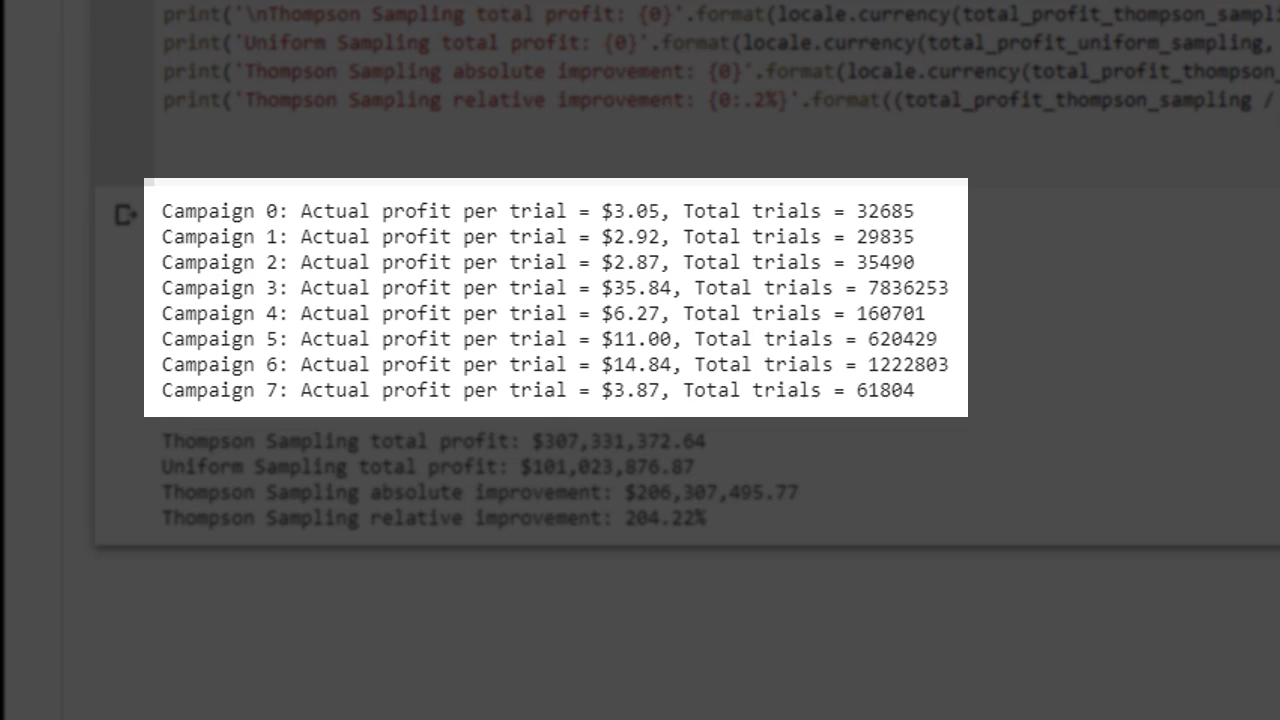 print('\nThompson Sampling total profit: {0}'.format(locale.currency(total_profit_thompson_sampli
print('Uniform Sampling total profit: {0}'.format(locale.currency(total_profit_uniform_sampling,
print('Thompson Sampling absolute improvement: {0}'.format(locale.currency(total_profit_thompson_
print('Thompson Sampling relative improvement: {0:.2%}'.format((total_profit_thompson_sampling /
Campaign 0: Actual profit per trial = $3.05, Total trials = 32685
Campaign 1: Actual profit per trial = $2.92, Total trials = 29835
Campaign 2: Actual profit per trial = $2.87, Total trials = 35490
Campaign 3: Actual profit per trial = $35.84, Total trials = 7836253
Campaign 4: Actual profit per trial = $6.27, Total trials = 160701
Campaign 5: Actual profit per trial = $11.00, Total trials = 620429
Campaign 6: Actual profit per trial = $14.84, Total trials = 1222803
Campaign 7: Actual profit per trial = $3.87, Total trials = 61804
Thompson Sampling total profit: $307,331,372.64
Uniform Sampling total profit: $101,023,876.87
Thompson Sampling absolute improvement: $206,307,495.77
Thompson Sampling relative improvement: 204.22%